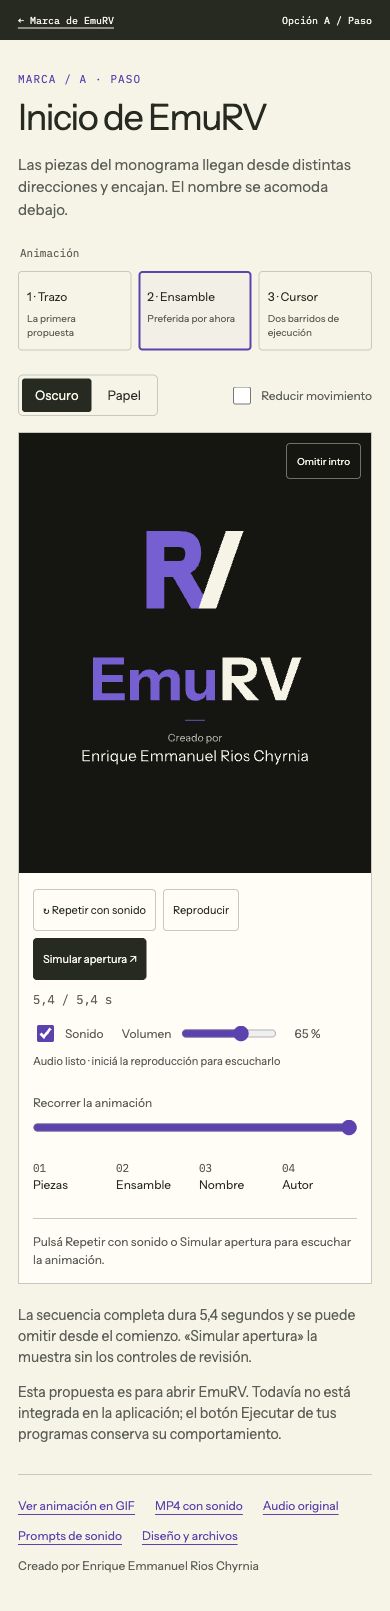 ← Marca de EmuRV
Opción A / Paso
MARCA / A · PASO
Inicio de EmuRV
Las piezas del monograma llegan desde distintas
direcciones y encajan. El nombre se acomoda
debajo.
Animación
1 · Trazo
La primera
propuesta
2 · Ensamble
Preferida por ahora
3 · Cursor
Dos barridos de
ejecución
Oscuro
Papel
Reducir movimiento
Omitir intro
RV
EmuRV
Creado por
Enrique Emmanuel Rios Chyrnia
↻ Repetir con sonido
Reproducir
Simular apertura ↗
5,4 / 5,4 s
Sonido
Volumen
65 %
Audio listo · iniciá la reproducción para escucharlo
Recorrer la animación
01
Piezas
02
Ensamble
03
Nombre
04
Autor
Pulsá Repetir con sonido o Simular apertura para escuchar
la animación.
La secuencia completa dura 5,4 segundos y se puede
omitir desde el comienzo. «Simular apertura» la
muestra sin los controles de revisión.
Esta propuesta es para abrir EmuRV. Todavía no está
integrada en la aplicación; el botón Ejecutar de tus
programas conserva su comportamiento.
Ver animación en GIF
MP4 con sonido
Audio original
Prompts de sonido
Diseño y archivos
Creado por Enrique Emmanuel Rios Chyrnia